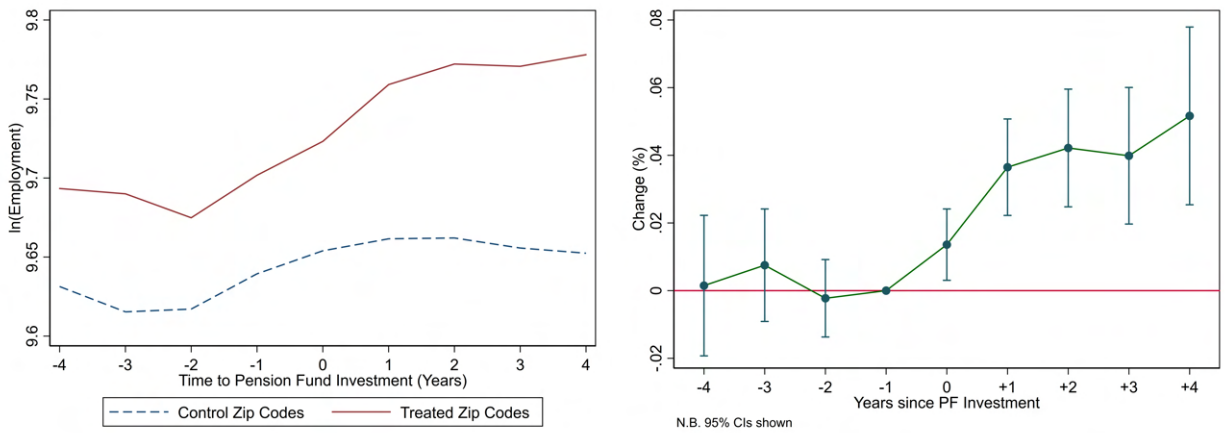 ln(Employment)
9.8
9.75
9.7
9.65
9.6
-4 -3 -2 -1 0 1 2 3 4
Time to Pension Fund Investment (Years)
Control Zip Codes Treated Zip Codes
Change (%)
.08
.06
.04
.02
0
-.02
-4 -3 -2 -1 0 +1 +2 +3 +4
Years since PF Investment
N.B. 95% CIs shown